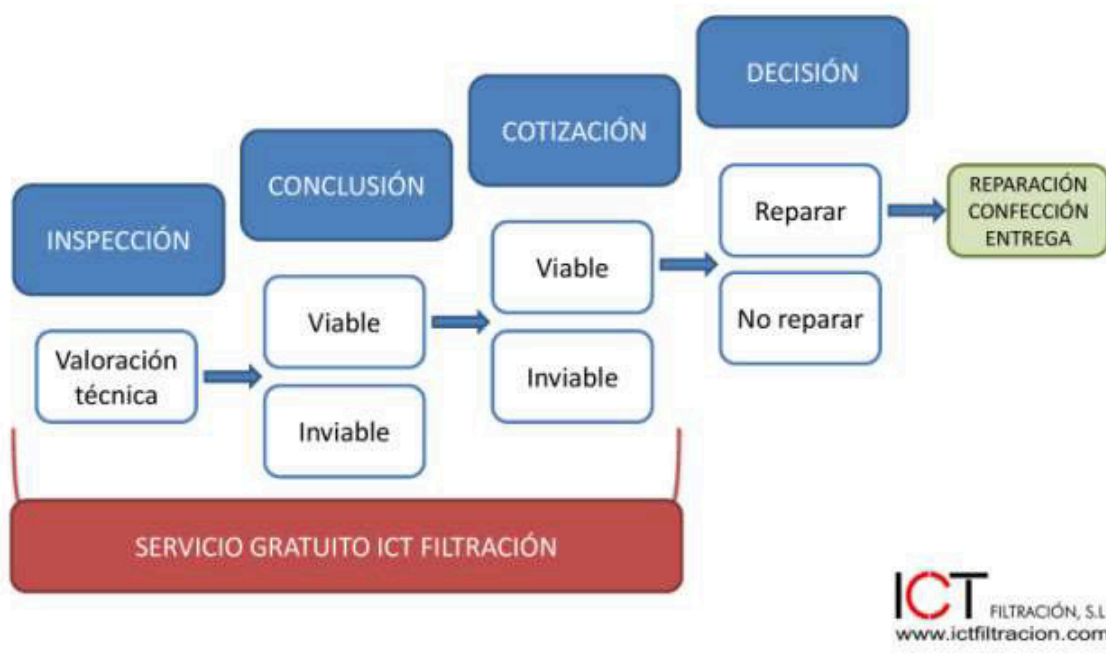 DECISIÓN
COTIZACIÓN
CONCLUSIÓN
INSPECCIÓN
Valoración
técnica
Viable
Inviable
Viable
Inviable
Reparar
No reparar
REPARACIÓN
CONFECCIÓN
ENTREGA
SERVICIO GRATUITO ICT FILTRACIÓN
ICT FILTRACIÓN, S.L
www.ictfiltracion.com